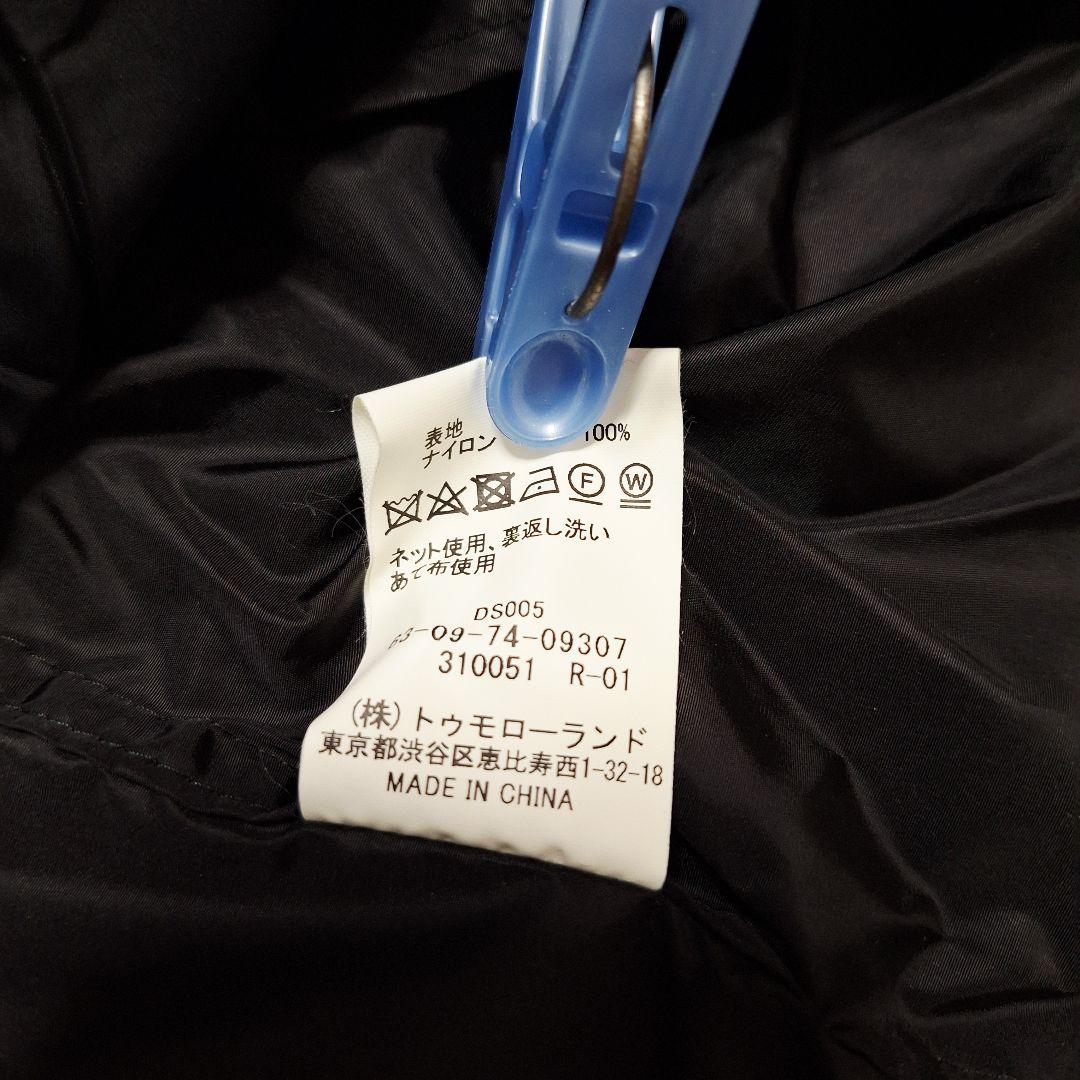 表地
ナイロン 100%
F W
ネット使用、裏返し洗い
あて布使用
DS005
63-09-74-09307
310051 R-01
(株)トゥモローランド
東京都渋谷区恵比寿西1-32-18
MADE IN CHINA